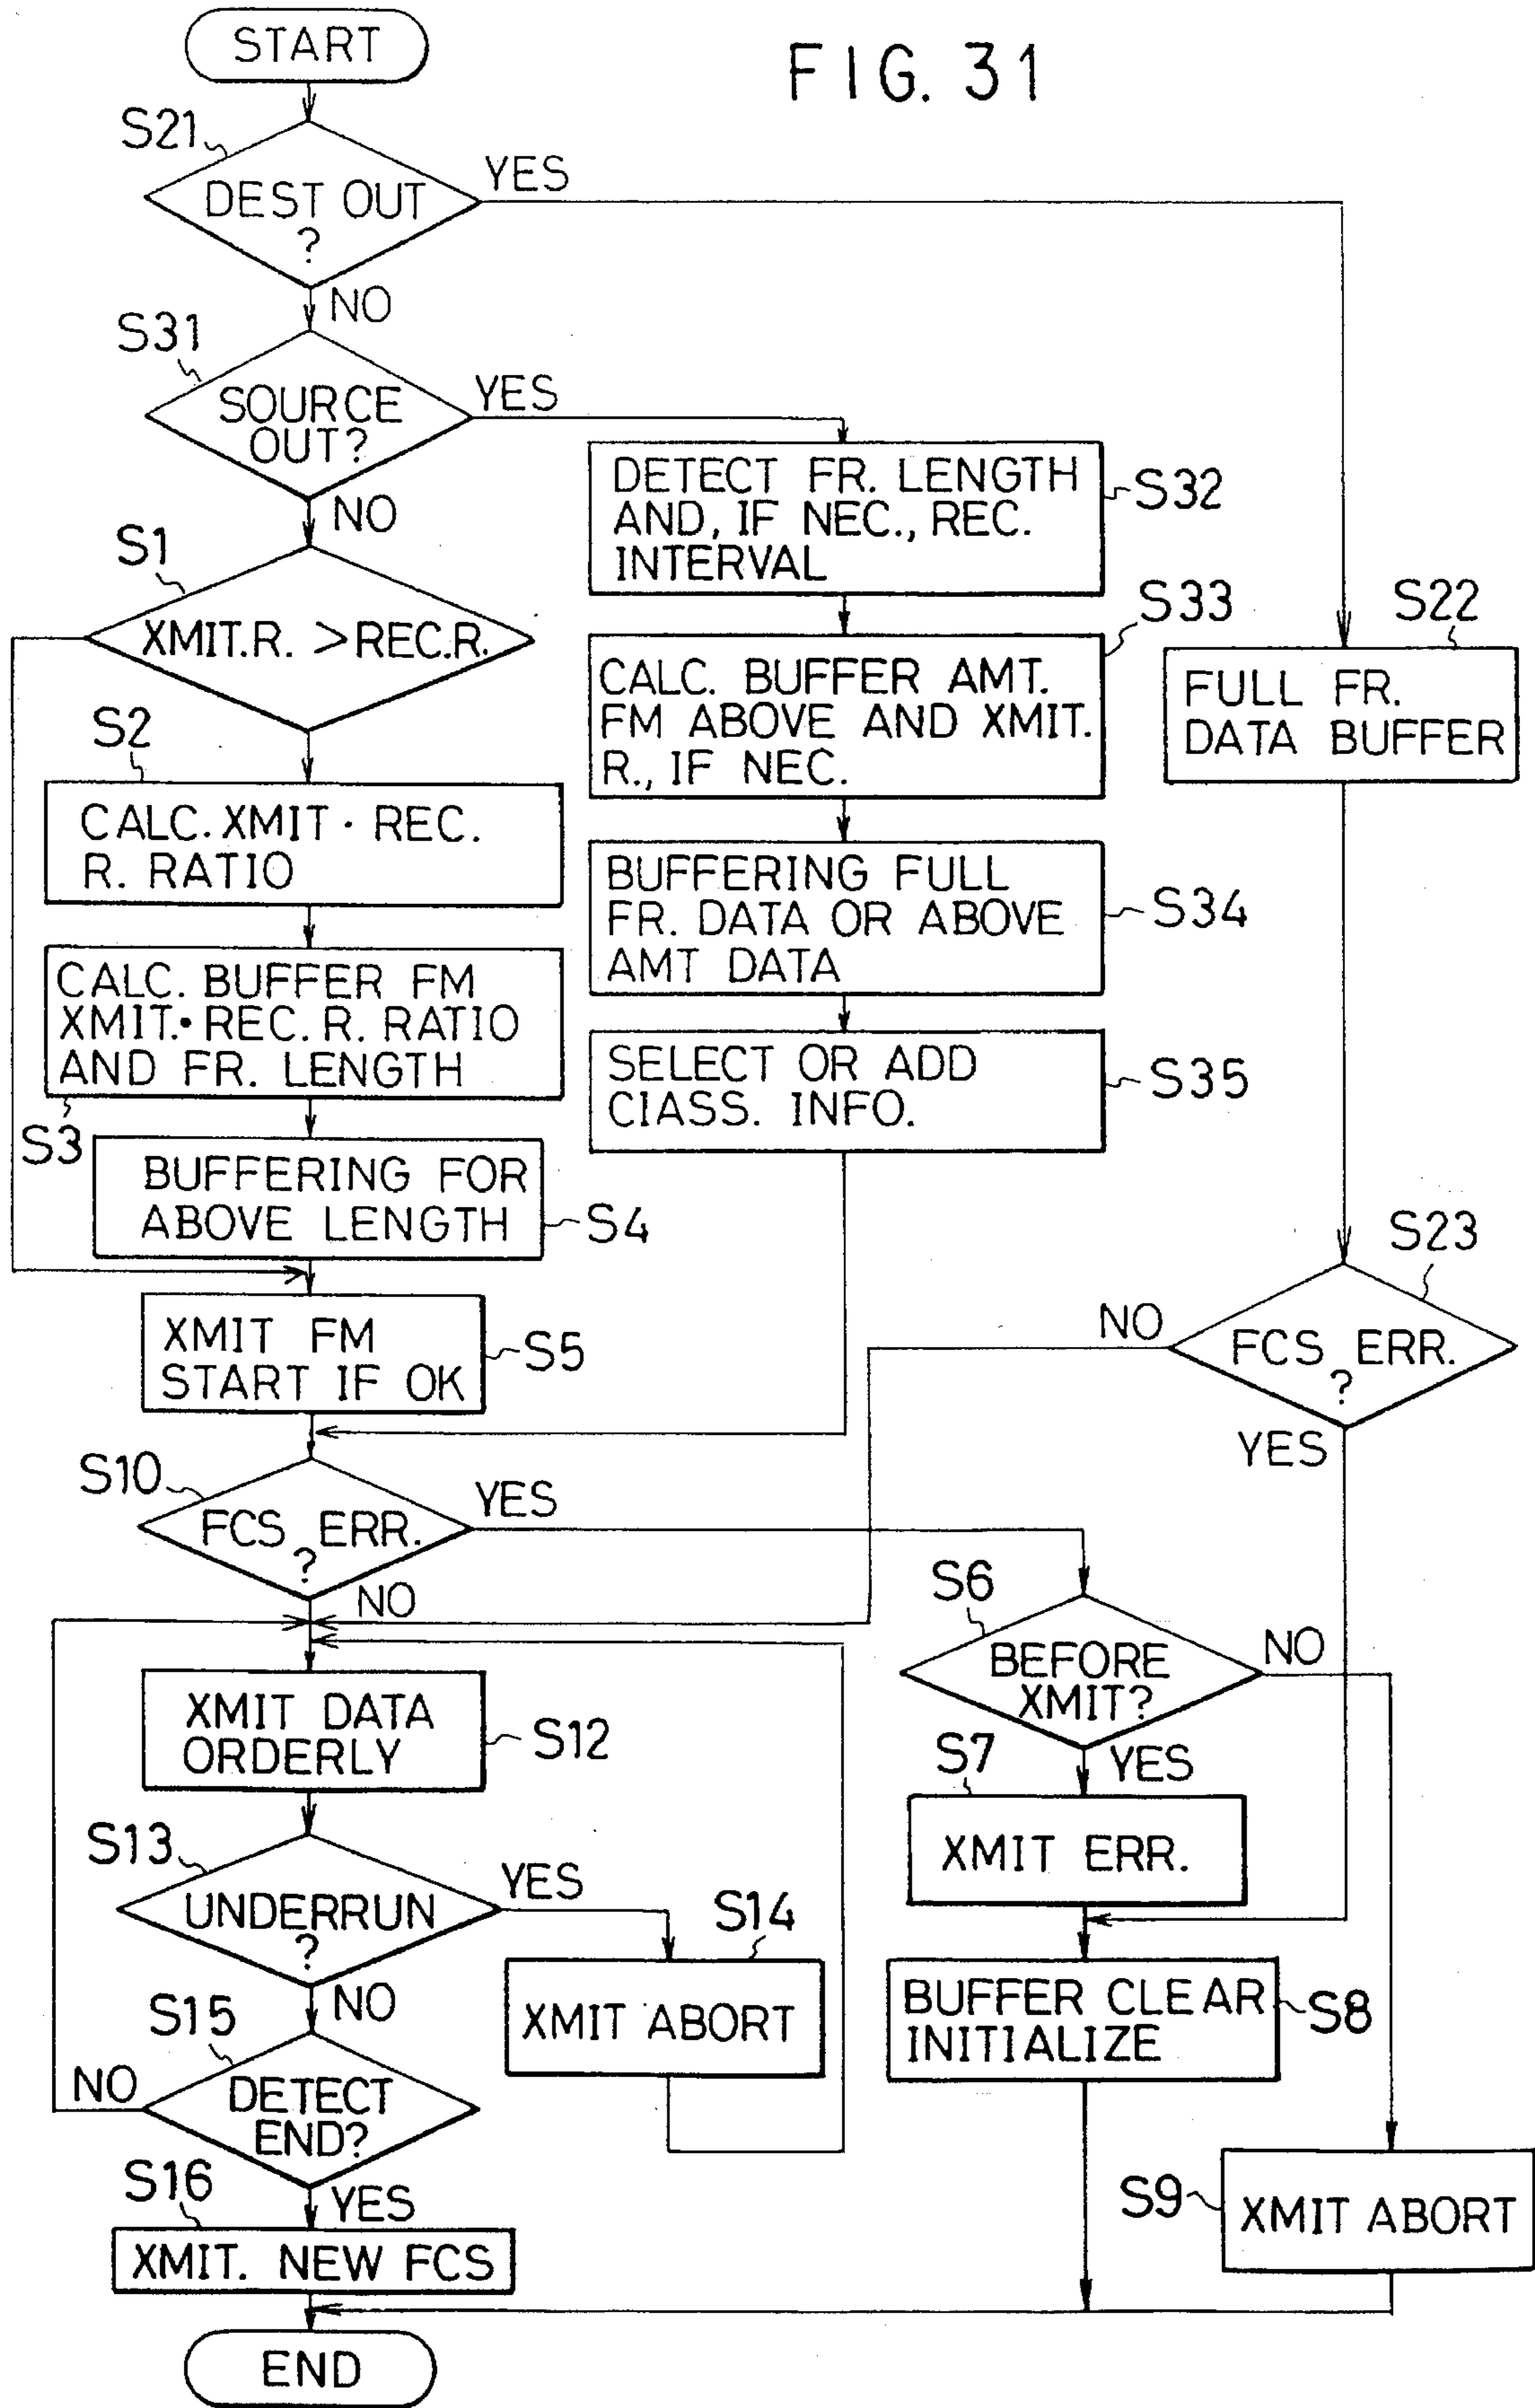 FIG. 31
START
S21
DEST OUT
?
YES
NO
S31
SOURCE
OUT?
YES
NO
S1
XMIT.R. >REC.R.
S2
CALC. XMIT · REC.
R. RATIO
CALC. BUFFER FM
XMIT.·REC. R. RATIO
AND FR. LENGTH
S3
BUFFERING FOR
ABOVE LENGTH
S4
XMIT FM
START IF OK
S5
DETECT FR. LENGTH
AND, IF NEC., REC.
INTERVAL
S32
S33
CALC. BUFFER AMT.
FM ABOVE AND XMIT.
R., IF NEC.
BUFFERING FULL
FR. DATA OR ABOVE
AMT DATA
S34
SELECT OR ADD
CIASS. INFO.
S35
S22
FULL FR.
DATA BUFFER
S23
FCS ERR.
?
NO
YES
S10
FCS ERR.
?
YES
NO
S6
BEFORE
XMIT?
NO
YES
S7
XMIT ERR.
BUFFER CLEAR
INITIALIZE
S8
S9
XMIT ABORT
XMIT DATA
ORDERLY
S12
S13
UNDERRUN
?
YES
NO
S14
XMIT ABORT
S15
DETECT
END?
NO
YES
S16
XMIT. NEW FCS
END